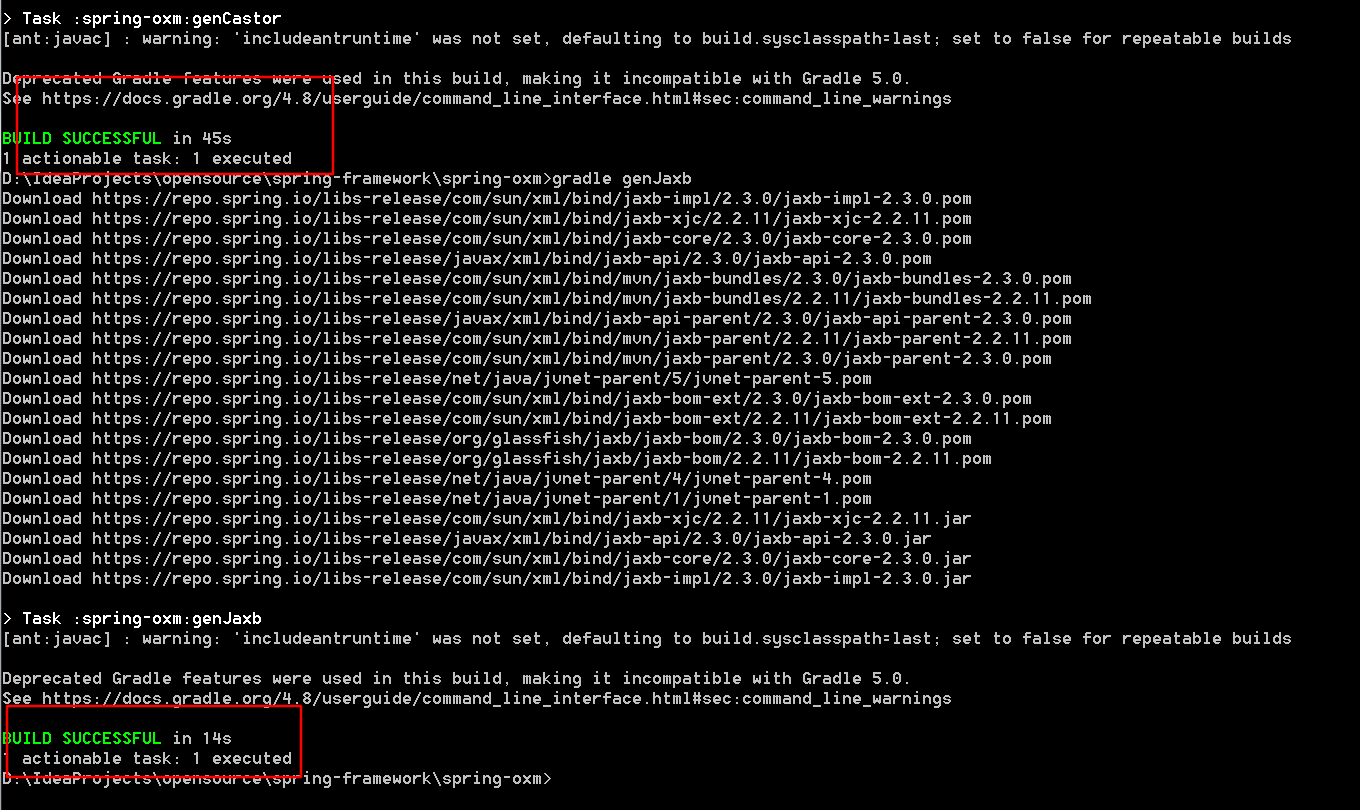 > Task :spring-oxm:genCastor
[ant:javac] : warning: 'includeantruntime' was not set, defaulting to build.sysclasspath=last; set to false for repeatable builds
Deprecated Gradle features were used in this build, making it incompatible with Gradle 5.0.
See https://docs.gradle.org/4.8/userguide/command_line_interface.html#sec:command_line_warnings
BUILD SUCCESSFUL in 45s
1 actionable task: 1 executed
D:\IdeaProjects\opensource\spring-framework\spring-oxm>gradle genJaxb
Download https://repo.spring.io/libs-release/com/sun/xml/bind/jaxb-impl/2.3.0/jaxb-impl-2.3.0.pom
Download https://repo.spring.io/libs-release/com/sun/xml/bind/jaxb-xjc/2.2.11/jaxb-xjc-2.2.11.pom
Download https://repo.spring.io/libs-release/com/sun/xml/bind/jaxb-core/2.3.0/jaxb-core-2.3.0.pom
Download https://repo.spring.io/libs-release/javax/xml/bind/jaxb-api/2.3.0/jaxb-api-2.3.0.pom
Download https://repo.spring.io/libs-release/com/sun/xml/bind/mvn/jaxb-bundles/2.3.0/jaxb-bundles-2.3.0.pom
Download https://repo.spring.io/libs-release/com/sun/xml/bind/mvn/jaxb-bundles/2.2.11/jaxb-bundles-2.2.11.pom
Download https://repo.spring.io/libs-release/javax/xml/bind/jaxb-api-parent/2.3.0/jaxb-api-parent-2.3.0.pom
Download https://repo.spring.io/libs-release/com/sun/xml/bind/mvn/jaxb-parent/2.2.11/jaxb-parent-2.2.11.pom
Download https://repo.spring.io/libs-release/com/sun/xml/bind/mvn/jaxb-parent/2.3.0/jaxb-parent-2.3.0.pom
Download https://repo.spring.io/libs-release/net/java/jvnet-parent/5/jvnet-parent-5.pom
Download https://repo.spring.io/libs-release/com/sun/xml/bind/jaxb-bom-ext/2.3.0/jaxb-bom-ext-2.3.0.pom
Download https://repo.spring.io/libs-release/com/sun/xml/bind/jaxb-bom-ext/2.2.11/jaxb-bom-ext-2.2.11.pom
Download https://repo.spring.io/libs-release/org/glassfish/jaxb/jaxb-bom/2.3.0/jaxb-bom-2.3.0.pom
Download https://repo.spring.io/libs-release/org/glassfish/jaxb/jaxb-bom/2.2.11/jaxb-bom-2.2.11.pom
Download https://repo.spring.io/libs-release/net/java/jvnet-parent/4/jvnet-parent-4.pom
Download https://repo.spring.io/libs-release/net/java/jvnet-parent/1/jvnet-parent-1.pom
Download https://repo.spring.io/libs-release/com/sun/xml/bind/jaxb-xjc/2.2.11/jaxb-xjc-2.2.11.jar
Download https://repo.spring.io/libs-release/javax/xml/bind/jaxb-api/2.3.0/jaxb-api-2.3.0.jar
Download https://repo.spring.io/libs-release/com/sun/xml/bind/jaxb-core/2.3.0/jaxb-core-2.3.0.jar
Download https://repo.spring.io/libs-release/com/sun/xml/bind/jaxb-impl/2.3.0/jaxb-impl-2.3.0.jar
> Task :spring-oxm:genJaxb
[ant:javac] : warning: 'includeantruntime' was not set, defaulting to build.sysclasspath=last; set to false for repeatable builds
Deprecated Gradle features were used in this build, making it incompatible with Gradle 5.0.
See https://docs.gradle.org/4.8/userguide/command_line_interface.html#sec:command_line_warnings
BUILD SUCCESSFUL in 14s
1 actionable task: 1 executed
D:\IdeaProjects\opensource\spring-framework\spring-oxm>